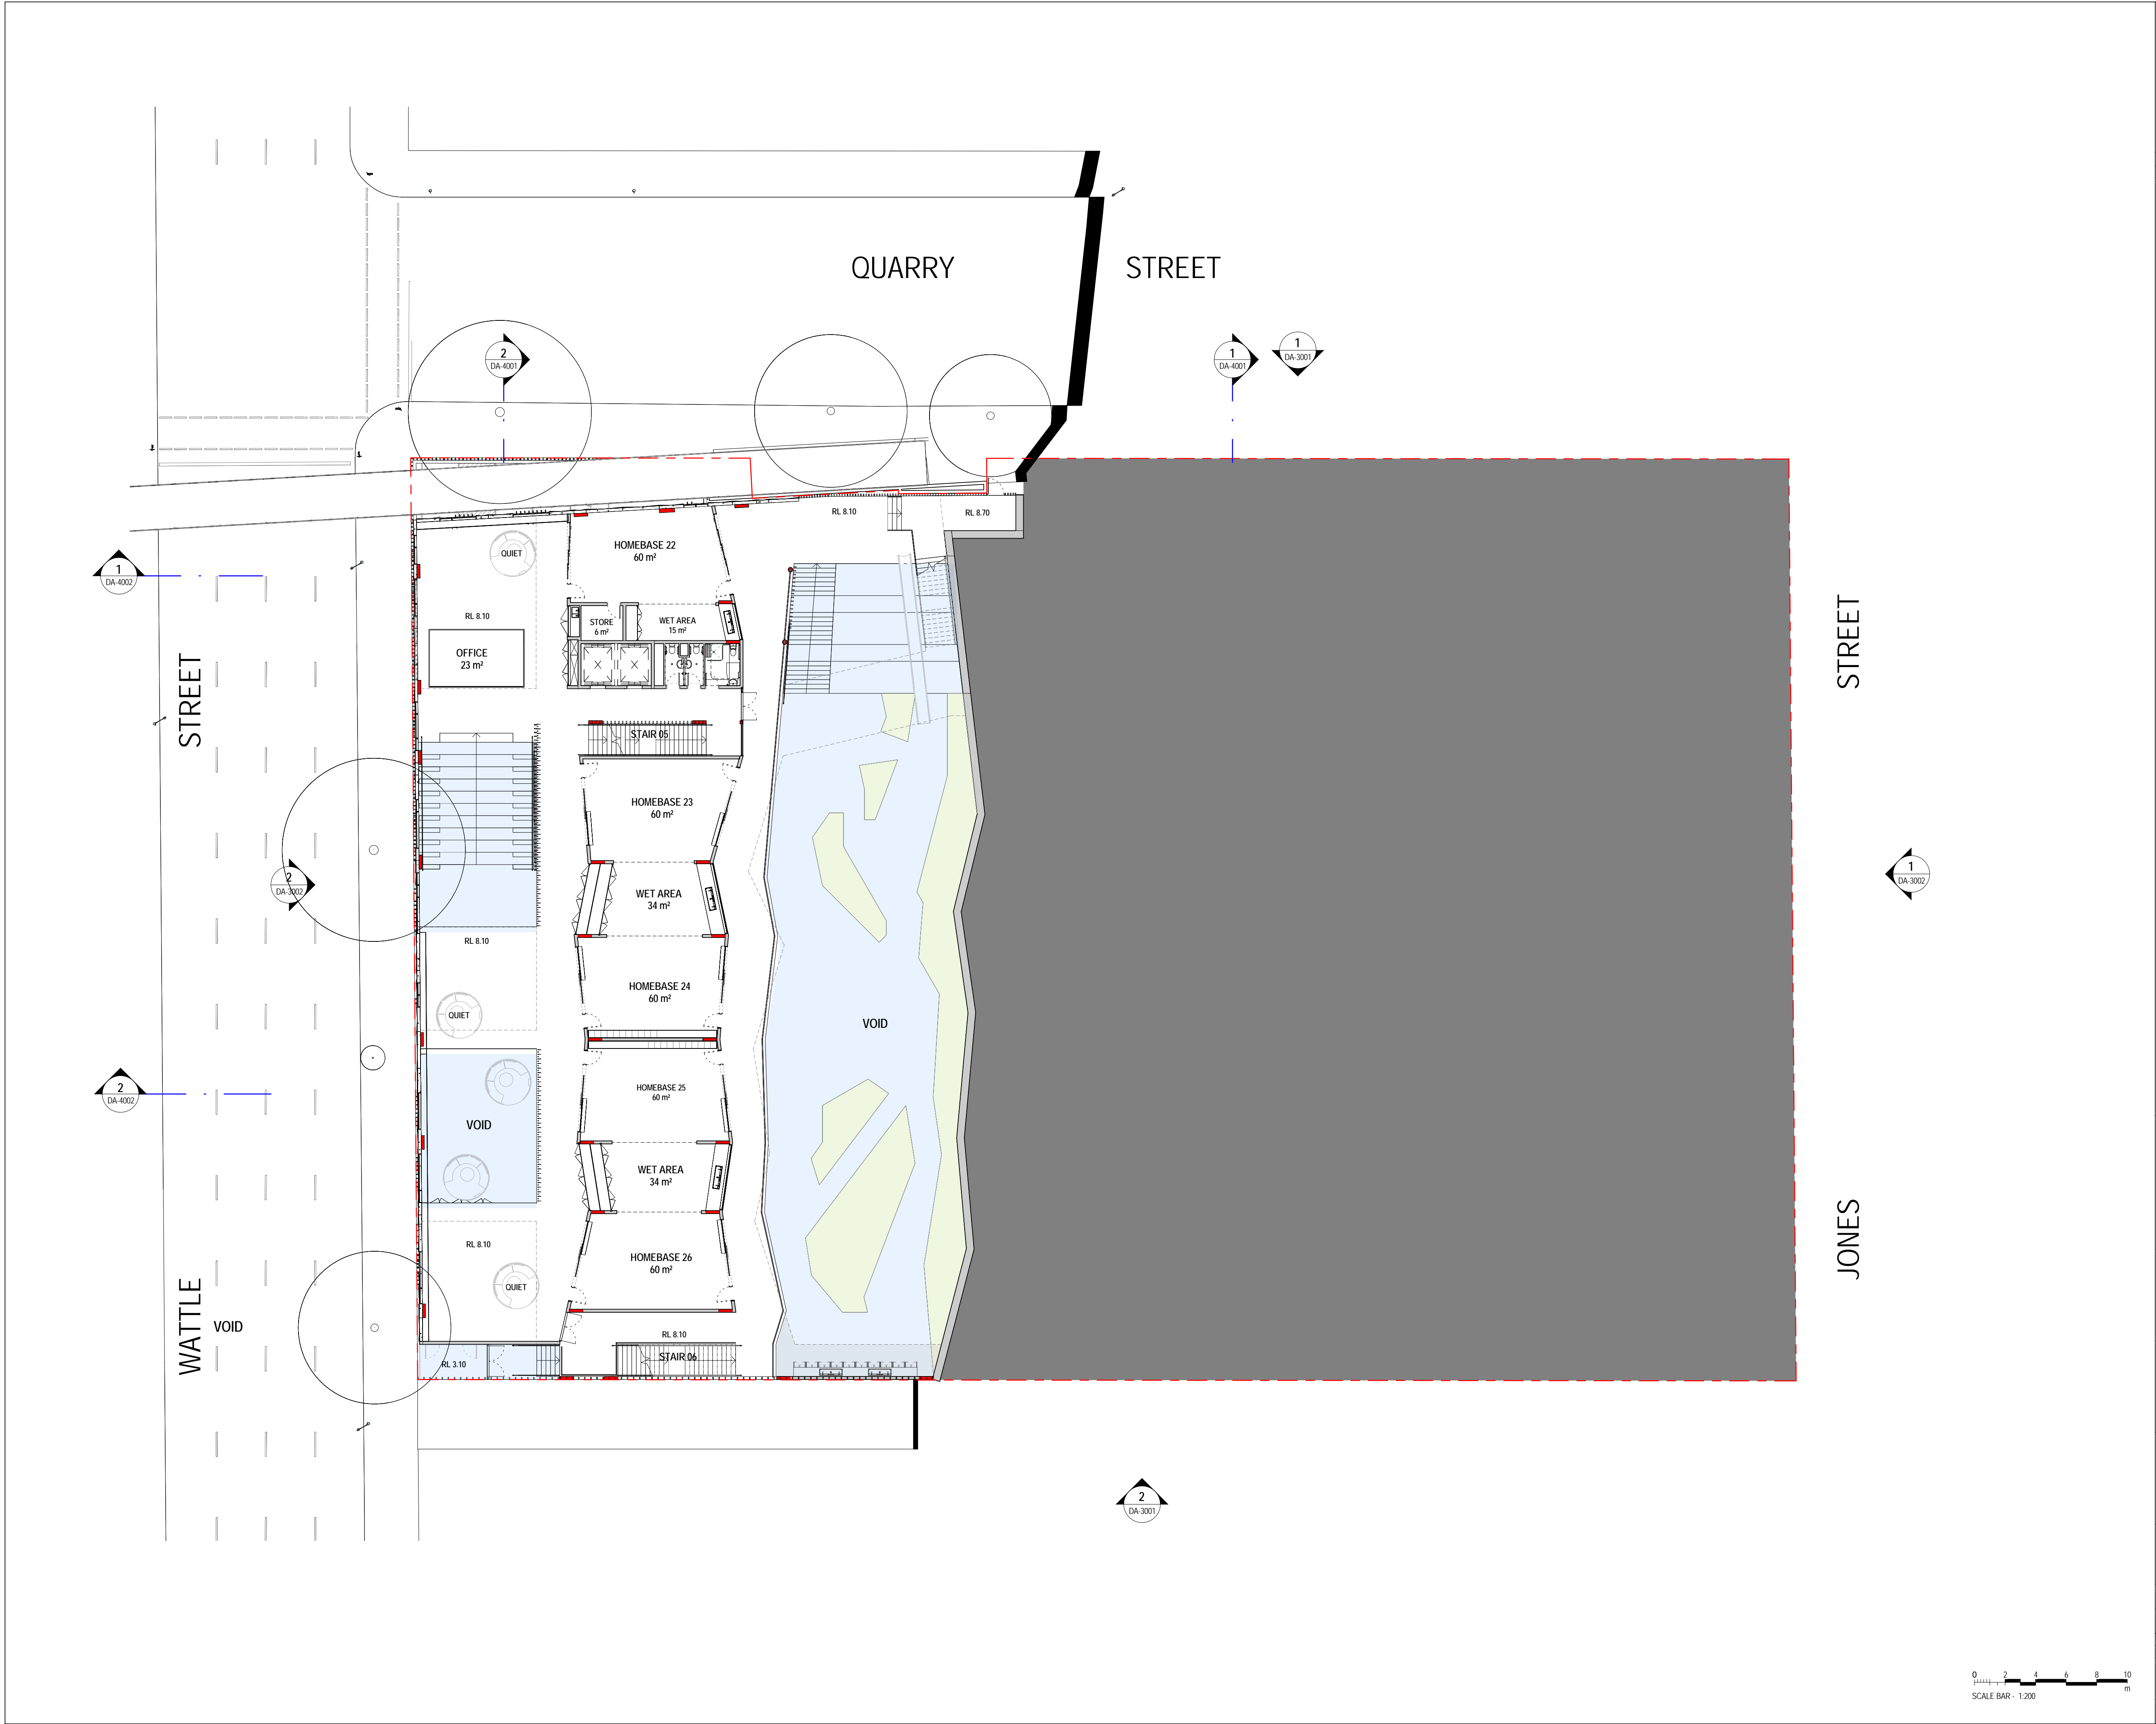 QUARRY STREET
2
DA-4001
1
DA-4001
1
DA-3001
RL 8.10
RL 8.70
QUIET
HOMEBASE 22
60 m²
1
DA-4002
RL 8.10
STORE
6 m²
WET AREA
15 m²
OFFICE
23 m²
STREET
STREET
STAIR 05
HOMEBASE 23
60 m²
2
DA-3002
1
DA-3002
WET AREA
34 m²
RL 8.10
HOMEBASE 24
60 m²
QUIET
VOID
2
DA-4002
HOMEBASE 25
60 m²
VOID
WET AREA
34 m²
RL 8.10
HOMEBASE 26
60 m²
JONES
QUIET
WATTLE
VOID
RL 8.10
STAIR 06
RL 3.10
2
DA-3001
0 2 4 6 8 10
m
SCALE BAR - 1:200